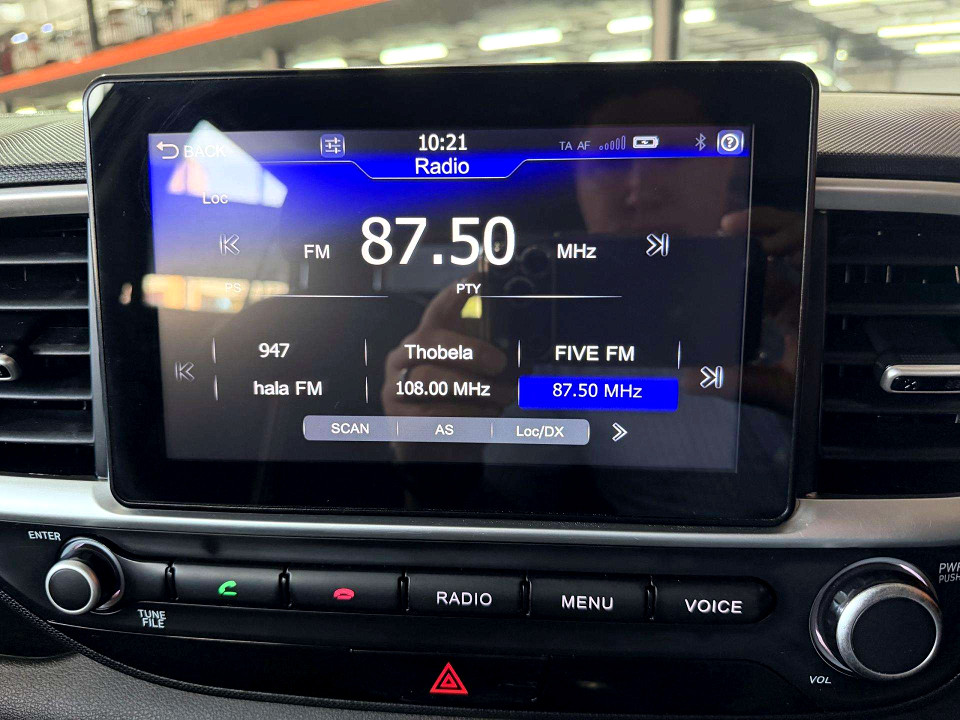 BACK
10:21
TA AF
Radio
Loc
FM 87.50 MHz
PS
PTY
947 Thobela FIVE FM
hala FM 108.00 MHz 87.50 MHz
SCAN AS Loc/DX
ENTER
TUNE
FILE
RADIO MENU VOICE
PWR
PUSH
VOL